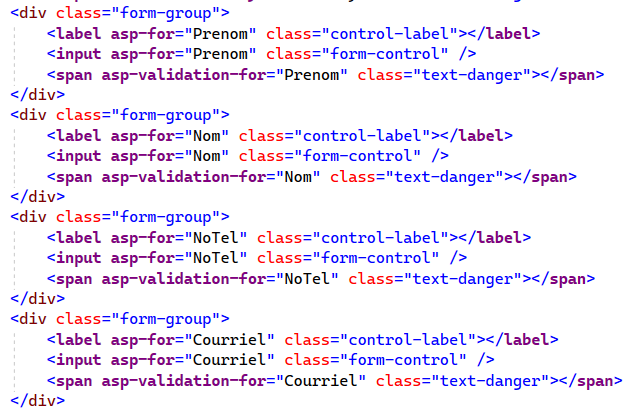 <div class="form-group">
    <label asp-for="Prenom" class="control-label"></label>
    <input asp-for="Prenom" class="form-control" />
    <span asp-validation-for="Prenom" class="text-danger"></span>
</div>
<div class="form-group">
    <label asp-for="Nom" class="control-label"></label>
    <input asp-for="Nom" class="form-control" />
    <span asp-validation-for="Nom" class="text-danger"></span>
</div>
<div class="form-group">
    <label asp-for="NoTel" class="control-label"></label>
    <input asp-for="NoTel" class="form-control" />
    <span asp-validation-for="NoTel" class="text-danger"></span>
</div>
<div class="form-group">
    <label asp-for="Courriel" class="control-label"></label>
    <input asp-for="Courriel" class="form-control" />
    <span asp-validation-for="Courriel" class="text-danger"></span>
</div>